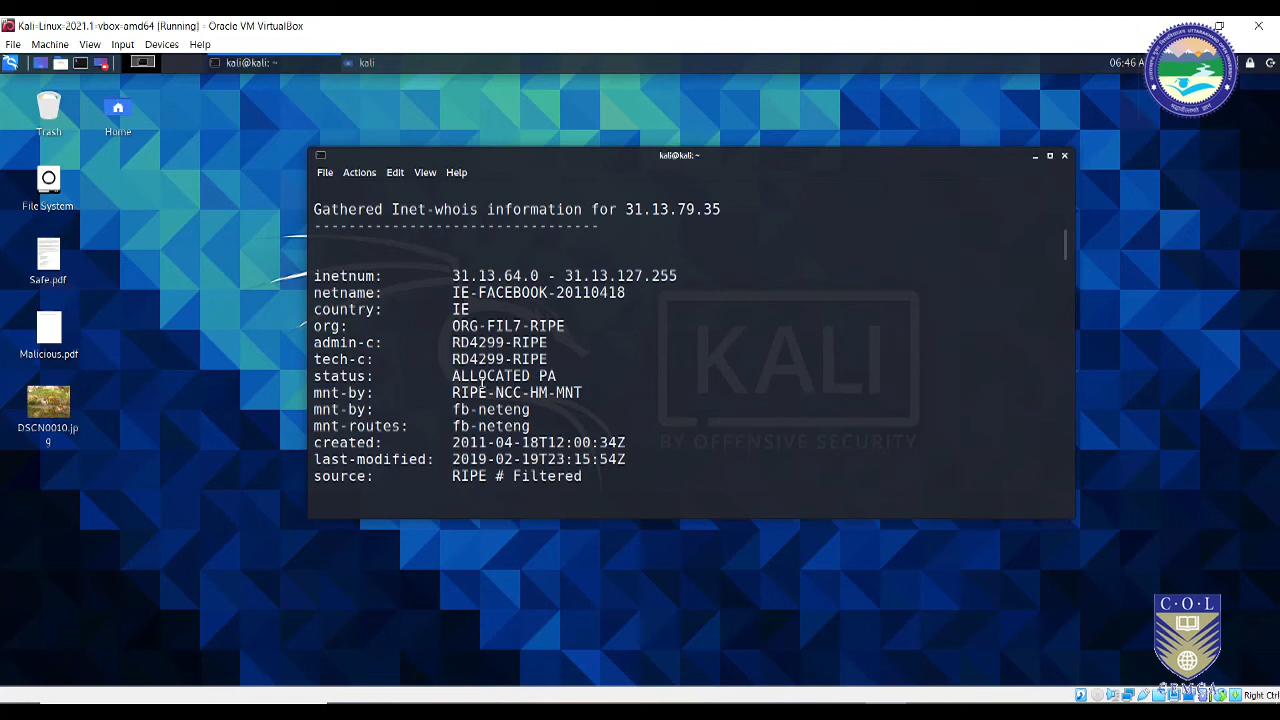 Kali-Linux-2021.1-vbox-amd64 [Running] - Oracle VM VirtualBox
File Machine View Input Devices Help
kali@kali: ~
kali
06:46
Trash
Home
File System
Safe.pdf
Malicious.pdf
DSCN0010.jp
g
kali@kali: ~
File Actions Edit View Help
Gathered Inet-whois information for 31.13.79.35
---------------------------------
inetnum: 31.13.64.0 - 31.13.127.255
netname: IE-FACEBOOK-20110418
country: IE
org: ORG-FIL7-RIPE
admin-c: RD4299-RIPE
tech-c: RD4299-RIPE
status: ALLOCATED PA
mnt-by: RIPE-NCC-HM-MNT
mnt-by: fb-neteng
mnt-routes: fb-neteng
created: 2011-04-18T12:00:34Z
last-modified: 2019-02-19T23:15:54Z
source: RIPE # Filtered
KALI
BY OFFENSIVE SECURITY
C·O·L
Right Ctrl